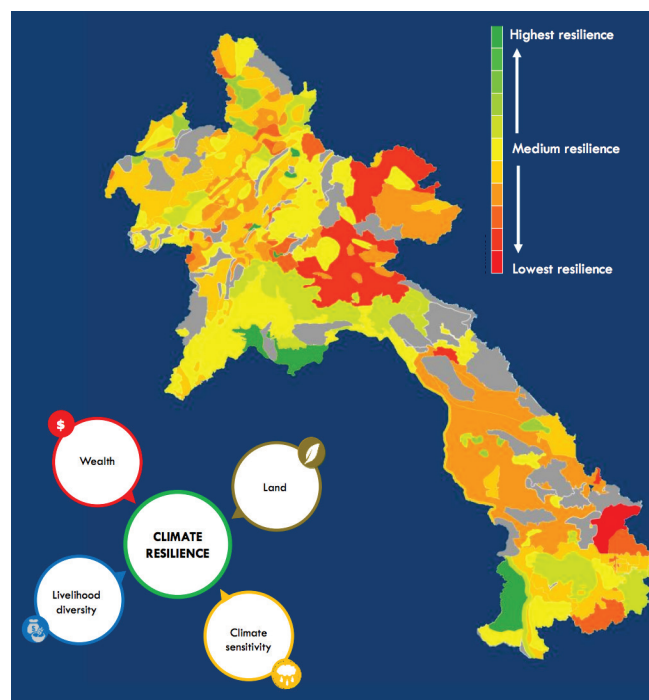 Highest resilience
Medium resilience
Lowest resilience
$
Wealth
Land
CLIMATE
RESILIENCE
Livelihood
diversity
Climate
sensitivity